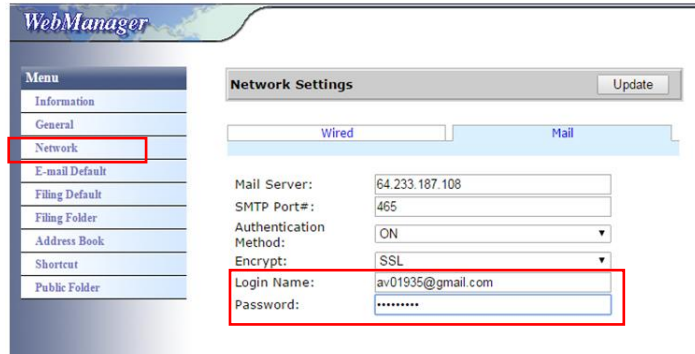 WebManager
Menu
Information
General
Network
E-mail Default
Filing Default
Filing Folder
Address Book
Shortcut
Public Folder
Network Settings
Update
Wired Mail
Mail Server: 64.233.187.108
SMTP Port#: 465
Authentication Method: ON
Encrypt: SSL
Login Name: av01935@gmail.com
Password: •••••••••